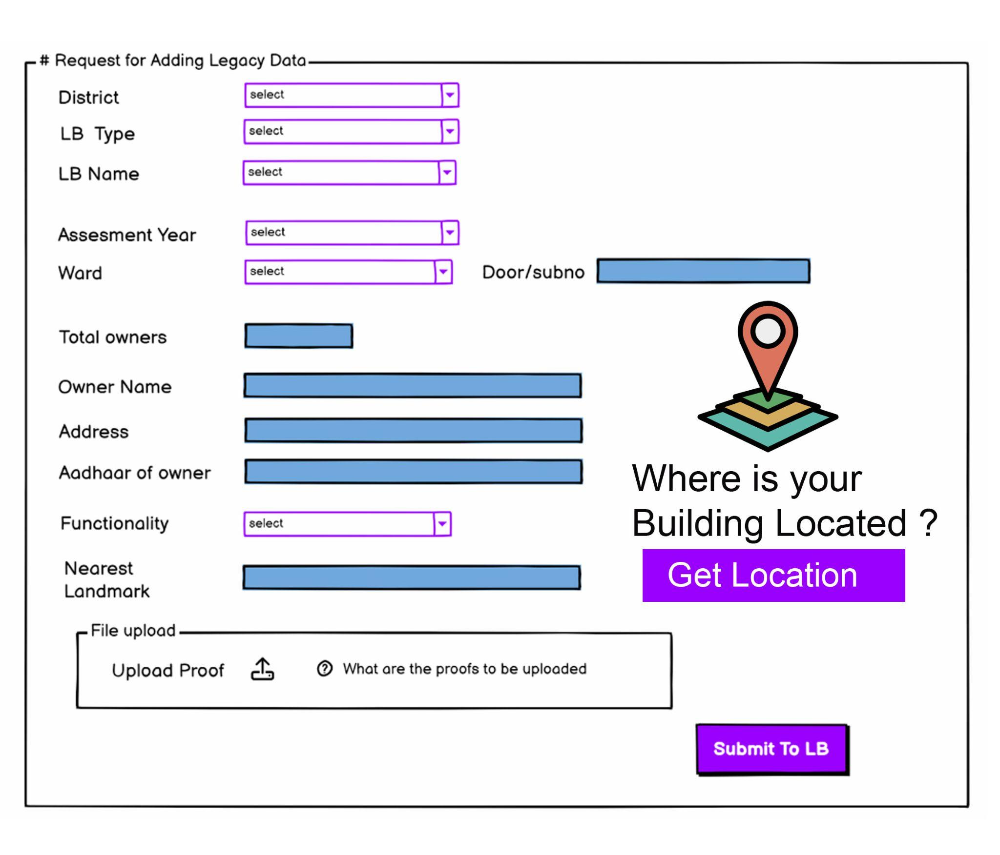 # Request for Adding Legacy Data
District select
LB Type select
LB Name select
Assesment Year select
Ward select Door/subno
Total owners
Owner Name
Address
Aadhaar of owner
Functionality select
Nearest
Landmark
Where is your
Building Located ?
Get Location
File upload
Upload Proof ? What are the proofs to be uploaded
Submit To LB